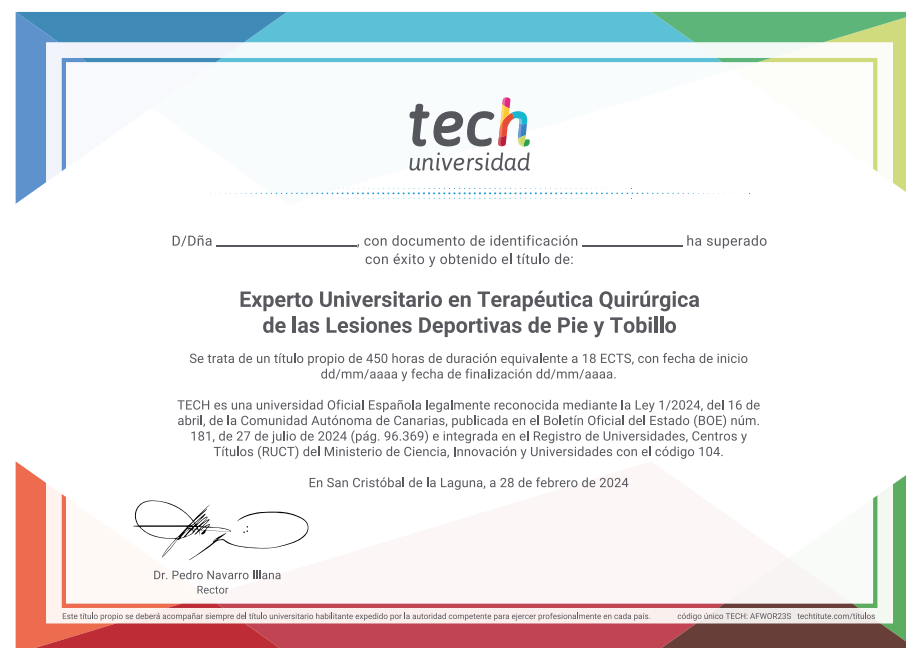 tech
universidad
D/Dña ____________, con documento de identificación ____________ ha superado
con éxito y obtenido el título de:
Experto Universitario en Terapéutica Quirúrgica
de las Lesiones Deportivas de Pie y Tobillo
Se trata de un título propio de 450 horas de duración equivalente a 18 ECTS, con fecha de inicio
dd/mm/aaaa y fecha de finalización dd/mm/aaaa.
TECH es una universidad Oficial Española legalmente reconocida mediante la Ley 1/2024, del 16 de
abril, de la Comunidad Autónoma de Canarias, publicada en el Boletín Oficial del Estado (BOE) núm.
181, de 27 de julio de 2024 (pág. 96.369) e integrada en el Registro de Universidades, Centros y
Títulos (RUCT) del Ministerio de Ciencia, Innovación y Universidades con el código 104.
En San Cristóbal de la Laguna, a 28 de febrero de 2024
Dr. Pedro Navarro Illana
Rector
Este título propio se deberá acompañar siempre del título universitario habilitante expedido por la autoridad competente para ejercer profesionalmente en cada país. código único TECH: AFWOR23S techtitute.com/titulos